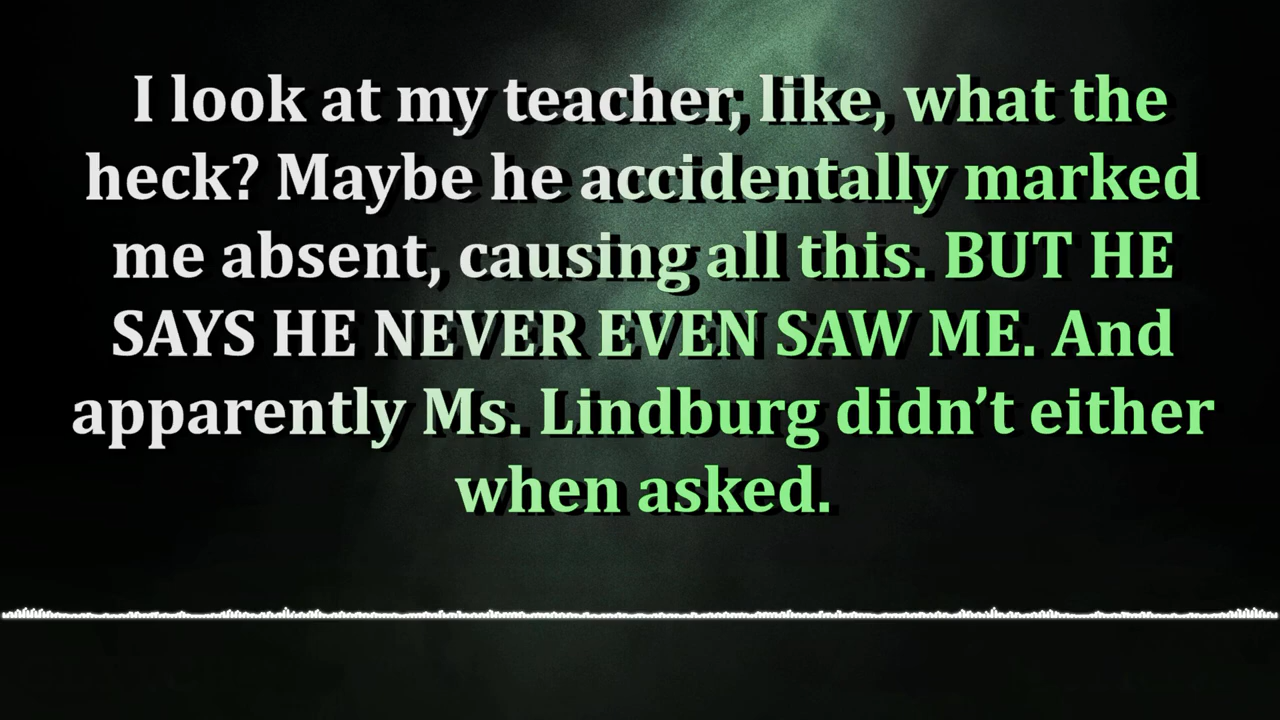 I look at my teacher, like, what the
heck? Maybe he accidentally marked
me absent, causing all this. BUT HE
SAYS HE NEVER EVEN SAW ME. And
apparently Ms. Lindburg didn’t either
when asked.